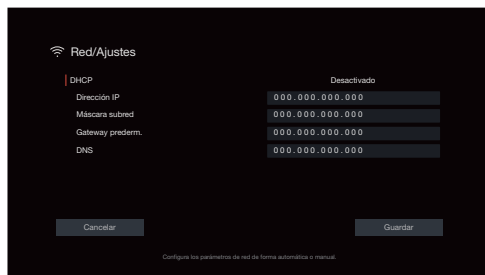 Red/Ajustes
DHCP Desactivado
Dirección IP 000.000.000.000
Máscara subred 000.000.000.000
Gateway prederm. 000.000.000.000
DNS 000.000.000.000
Cancelar Guardar
Configure los parámetros de red de forma automática o manual.